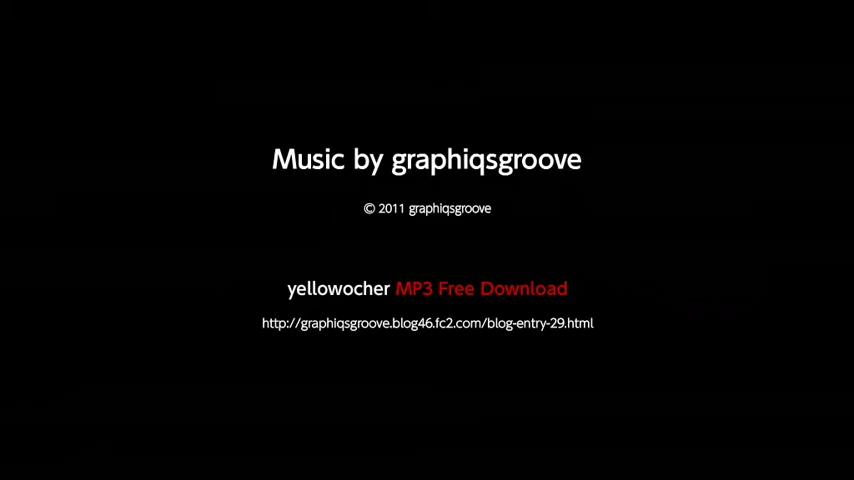 Music by graphiqsgroove
© 2011 graphiqsgroove
yellowocher MP3 Free Download
http://graphiqsgroove.blog46.fc2.com/blog-entry-29.html